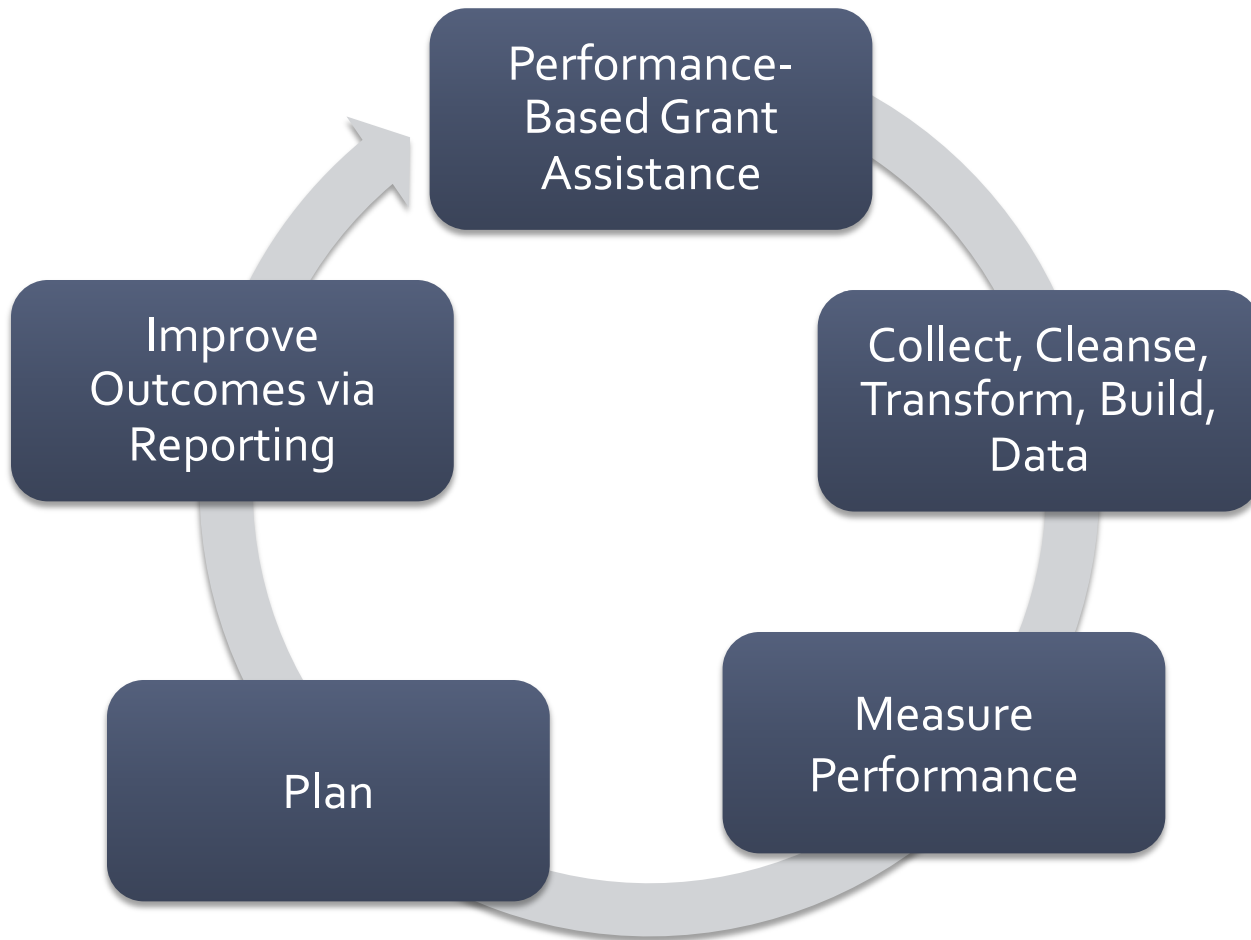 Performance-
Based Grant
Assistance
Collect, Cleanse,
Transform, Build,
Data
Measure
Performance
Plan
Improve
Outcomes via
Reporting